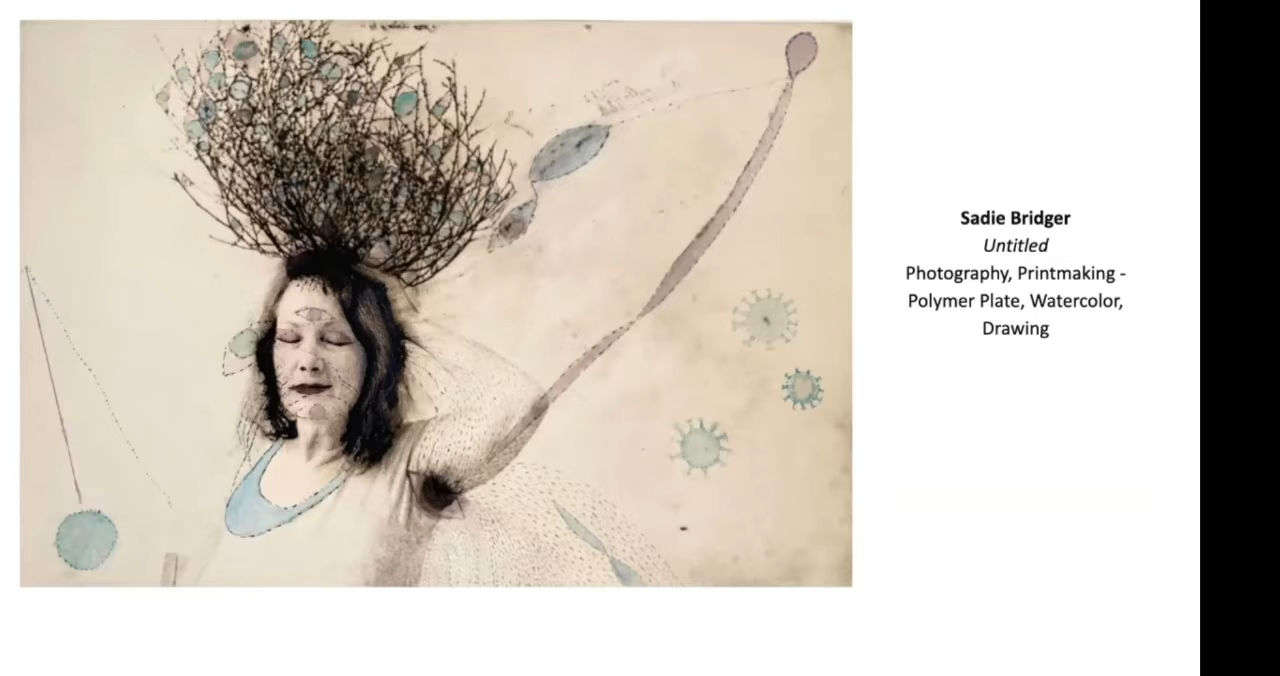 Sadie Bridger
Untitled
Photography, Printmaking -
Polymer Plate, Watercolor,
Drawing